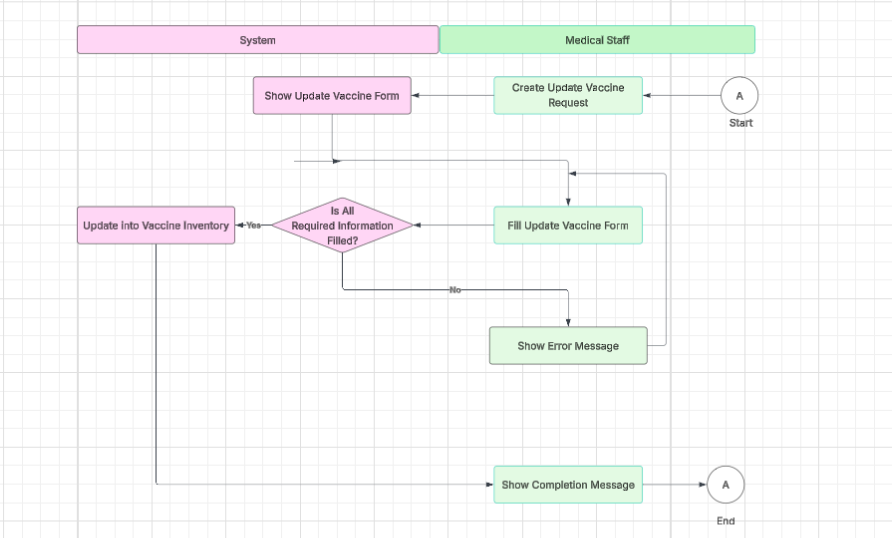 System
Medical Staff
Show Update Vaccine Form
Create Update Vaccine
Request
A
Start
Update into Vaccine Inventory
Yes
Is All
Required Information
Filled?
Fill Update Vaccine Form
No
Show Error Message
Show Completion Message
A
End